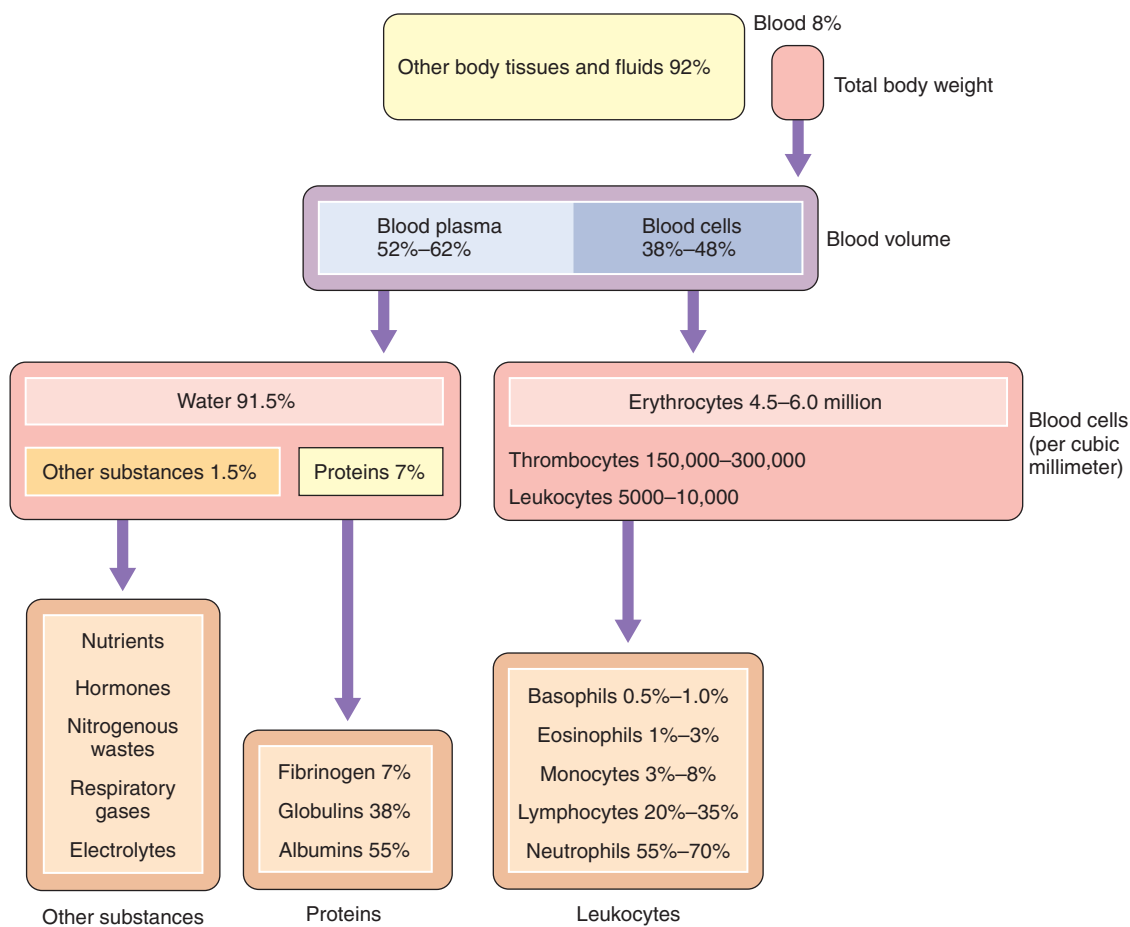 Blood 8%
Other body tissues and fluids 92%
Total body weight
Blood plasma
52%–62%
Blood cells
38%–48%
Blood volume
Water 91.5%
Other substances 1.5%
Proteins 7%
Erythrocytes 4.5–6.0 million
Thrombocytes 150,000–300,000
Leukocytes 5000–10,000
Blood cells
(per cubic
millimeter)
Nutrients
Hormones
Nitrogenous
wastes
Respiratory
gases
Electrolytes
Other substances
Fibrinogen 7%
Globulins 38%
Albumins 55%
Proteins
Basophils 0.5%–1.0%
Eosinophils 1%–3%
Monocytes 3%–8%
Lymphocytes 20%–35%
Neutrophils 55%–70%
Leukocytes